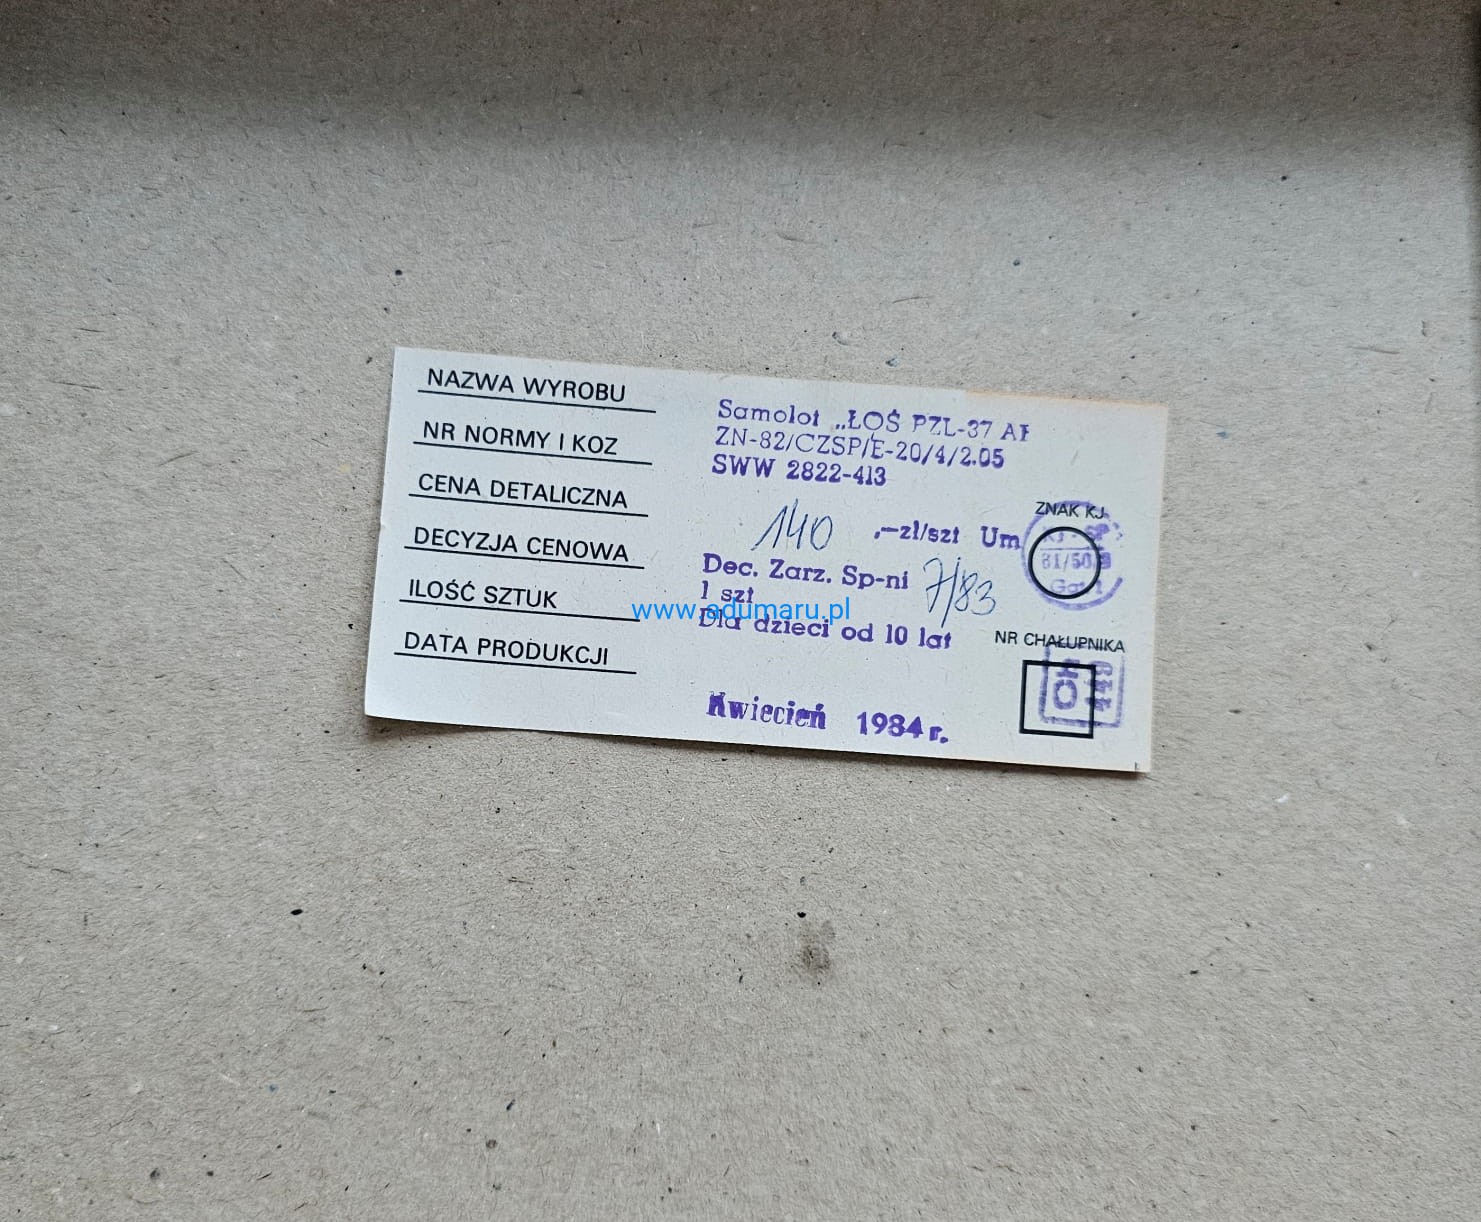 NAZWA WYROBU
NR NORMY I KOZ
CENA DETALICZNA
DECYZJA CENOWA
ILOŚĆ SZTUK
DATA PRODUKCJI
Samolot „ŁOŚ PZL-37
ZN-82/CZSP/E-20/4/2.05
SWW 2822-413
140 ,—zł/szt Um
Dec. Zarz. Sp-ni 7/83
1 szt
Dla dzieci od 10 lat
Kwiecień 1984 r.
ZNAK KJ
NR CHAŁUPNIKA
www.adumaru.pl